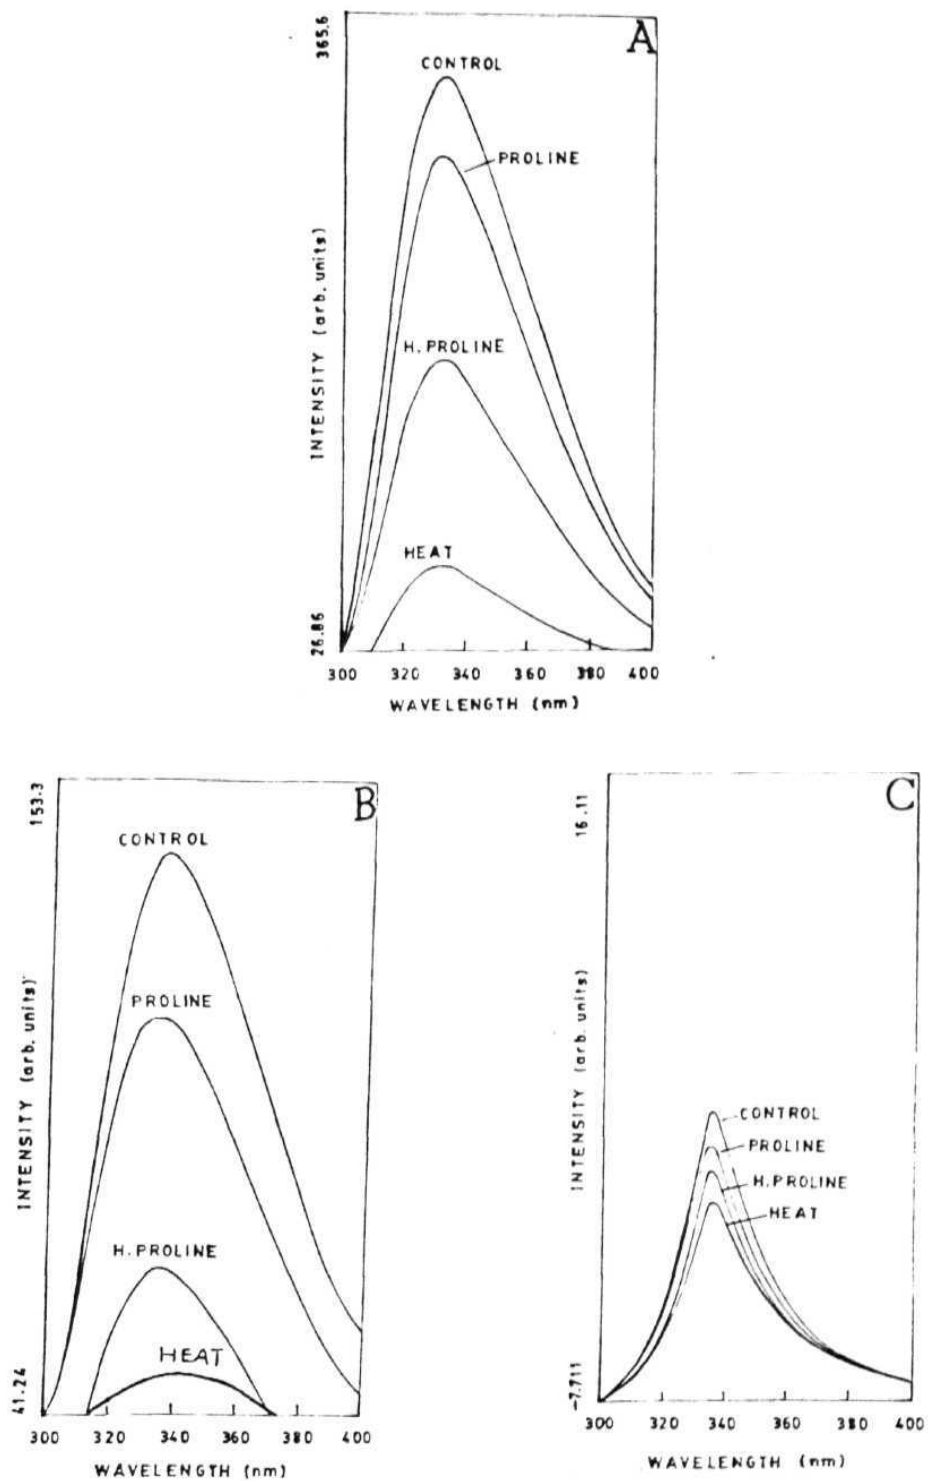 A
365.6
CONTROL
PROLINE
H. PROLINE
HEAT
INTENSITY (arb. units)
26.86
300 320 340 360 380 400
WAVELENGTH (nm)
B
153.3
CONTROL
PROLINE
H. PROLINE
HEAT
INTENSITY (arb. units)
41.24
300 320 340 360 380 400
WAVELENGTH (nm)
C
16.11
CONTROL
PROLINE
H. PROLINE
HEAT
INTENSITY (arb. units)
-7.711
300 320 340 360 380 400
WAVELENGTH (nm)